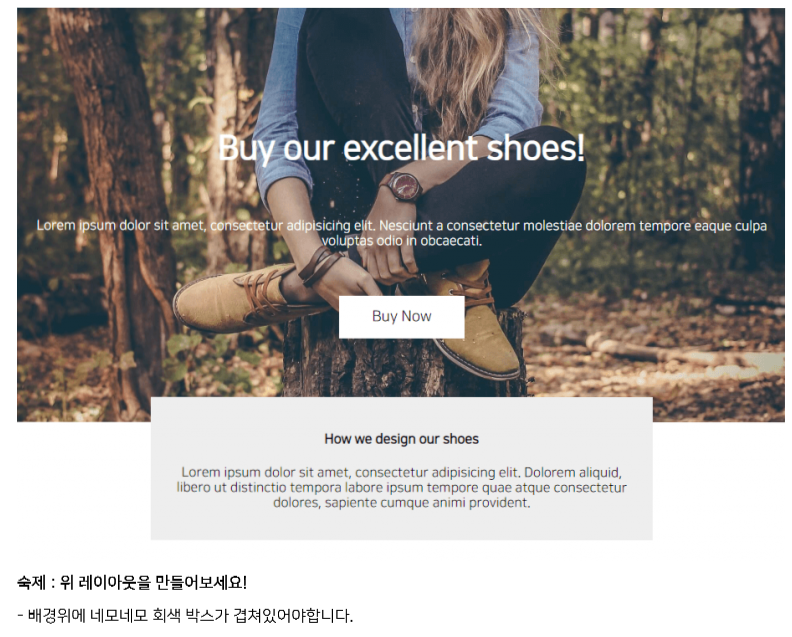 Buy our excellent shoes!
Lorem ipsum dolor sit amet, consectetur adipisicing elit. Nesciunt a consectetur molestiae dolorem tempore eaque culpa
voluptas odio in obcaecati.
Buy Now
How we design our shoes
Lorem ipsum dolor sit amet, consectetur adipisicing elit. Dolorem aliquid,
libero ut distinctio tempora labore ipsum tempore quae atque consectetur
dolores, sapiente cumque animi provident.
숙제 : 위 레이아웃을 만들어보세요!
- 배경위에 네모네모 회색 박스가 겹쳐있어야합니다.